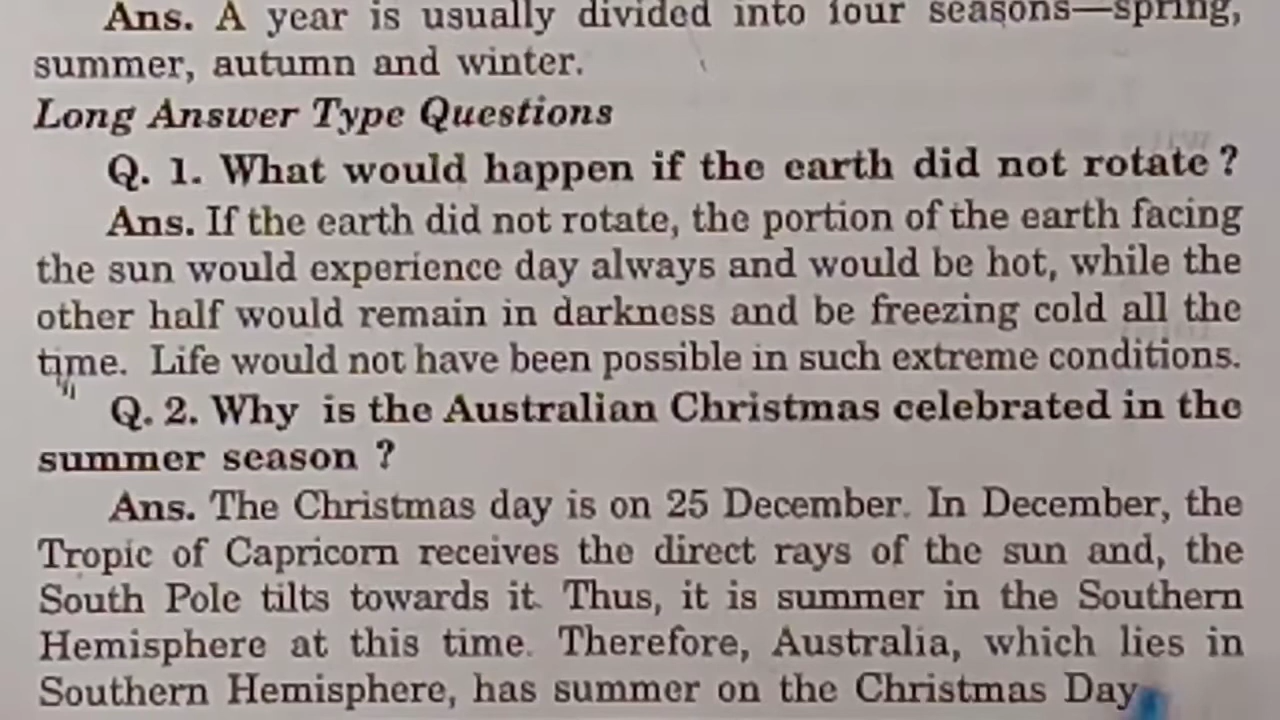 Ans. A year is usually divided into four seasons—spring,
summer, autumn and winter.
Long Answer Type Questions
Q. 1. What would happen if the earth did not rotate ?
Ans. If the earth did not rotate, the portion of the earth facing
the sun would experience day always and would be hot, while the
other half would remain in darkness and be freezing cold all the
time. Life would not have been possible in such extreme conditions.
Q. 2. Why is the Australian Christmas celebrated in the
summer season ?
Ans. The Christmas day is on 25 December. In December, the
Tropic of Capricorn receives the direct rays of the sun and, the
South Pole tilts towards it. Thus, it is summer in the Southern
Hemisphere at this time. Therefore, Australia, which lies in
Southern Hemisphere, has summer on the Christmas Day